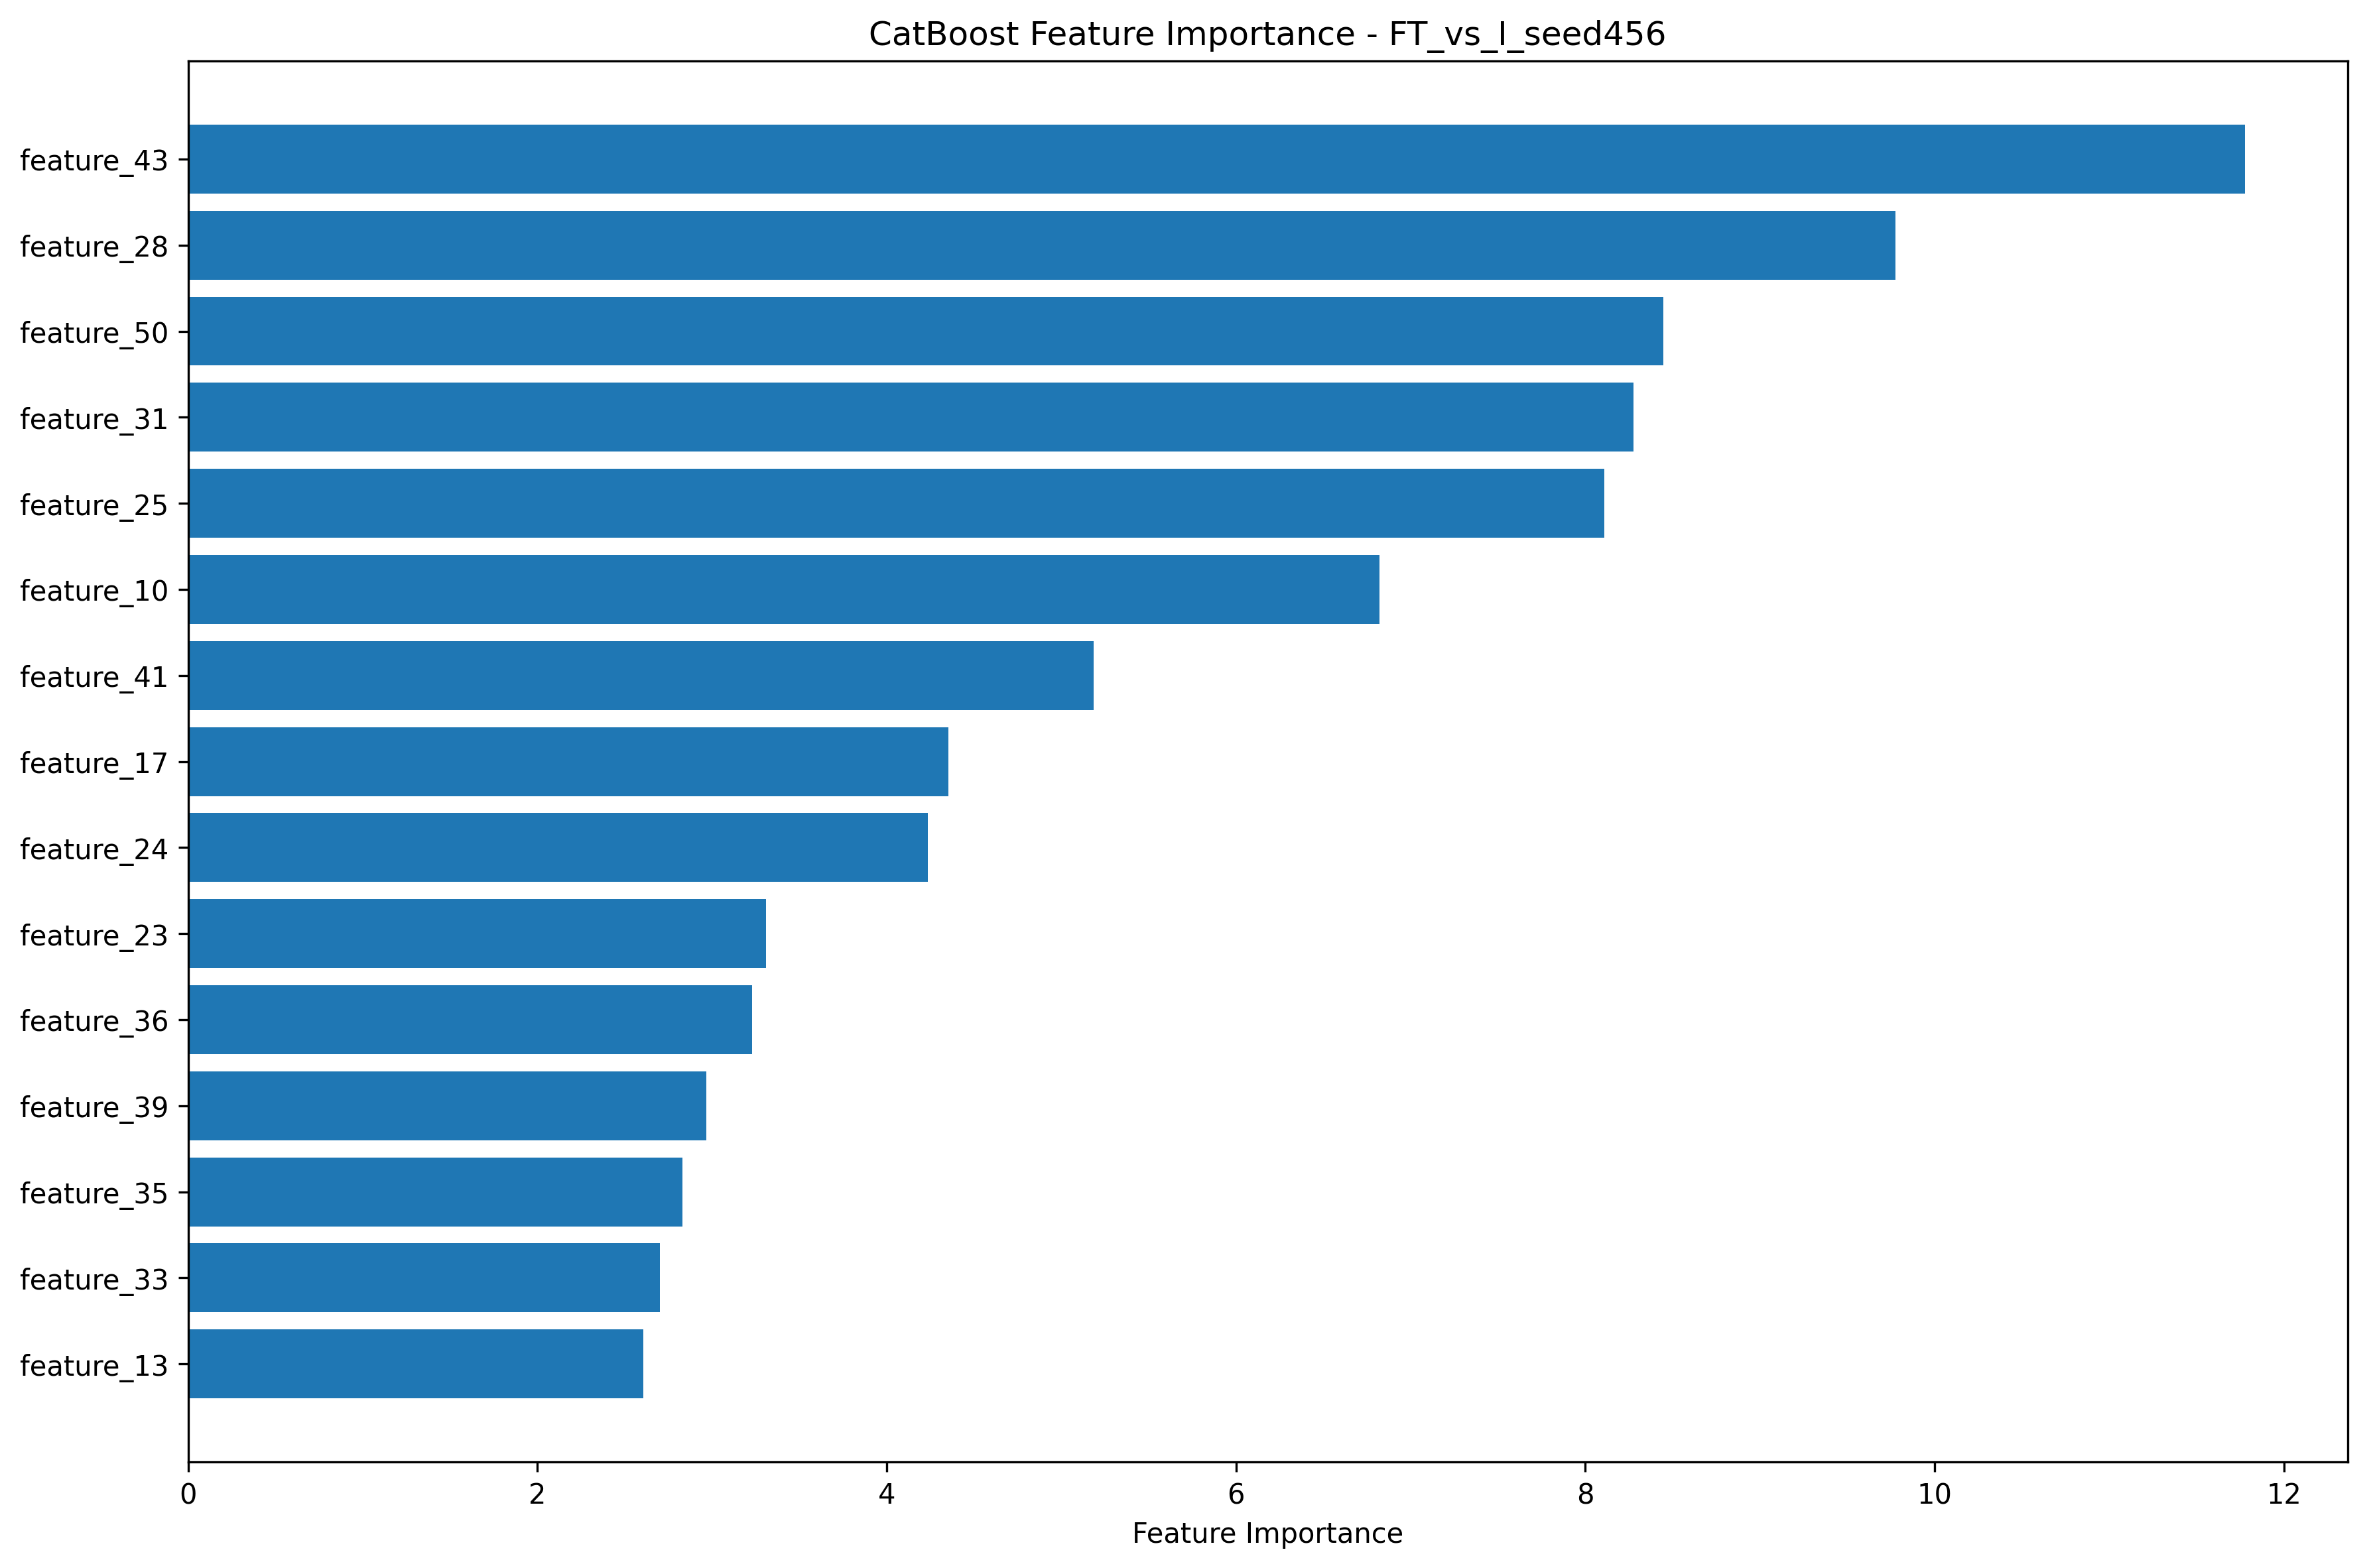 CatBoost Feature Importance - FT_vs_I_seed456
feature_43
feature_28
feature_50
feature_31
feature_25
feature_10
feature_41
feature_17
feature_24
feature_23
feature_36
feature_39
feature_35
feature_33
feature_13
0 2 4 6 8 10 12
Feature Importance